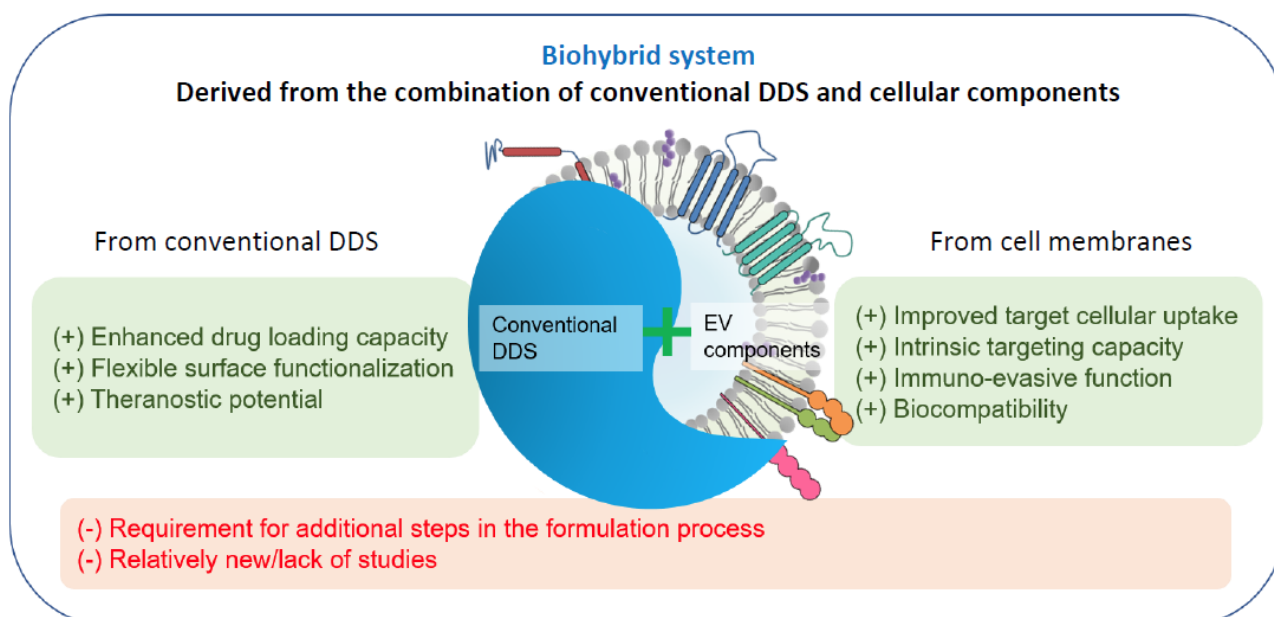 Biohybrid system
Derived from the combination of conventional DDS and cellular components
From conventional DDS
(+) Enhanced drug loading capacity
(+) Flexible surface functionalization
(+) Theranostic potential
Conventional
DDS
EV
components
From cell membranes
(+) Improved target cellular uptake
(+) Intrinsic targeting capacity
(+) Immuno-evasive function
(+) Biocompatibility
(-) Requirement for additional steps in the formulation process
(-) Relatively new/lack of studies